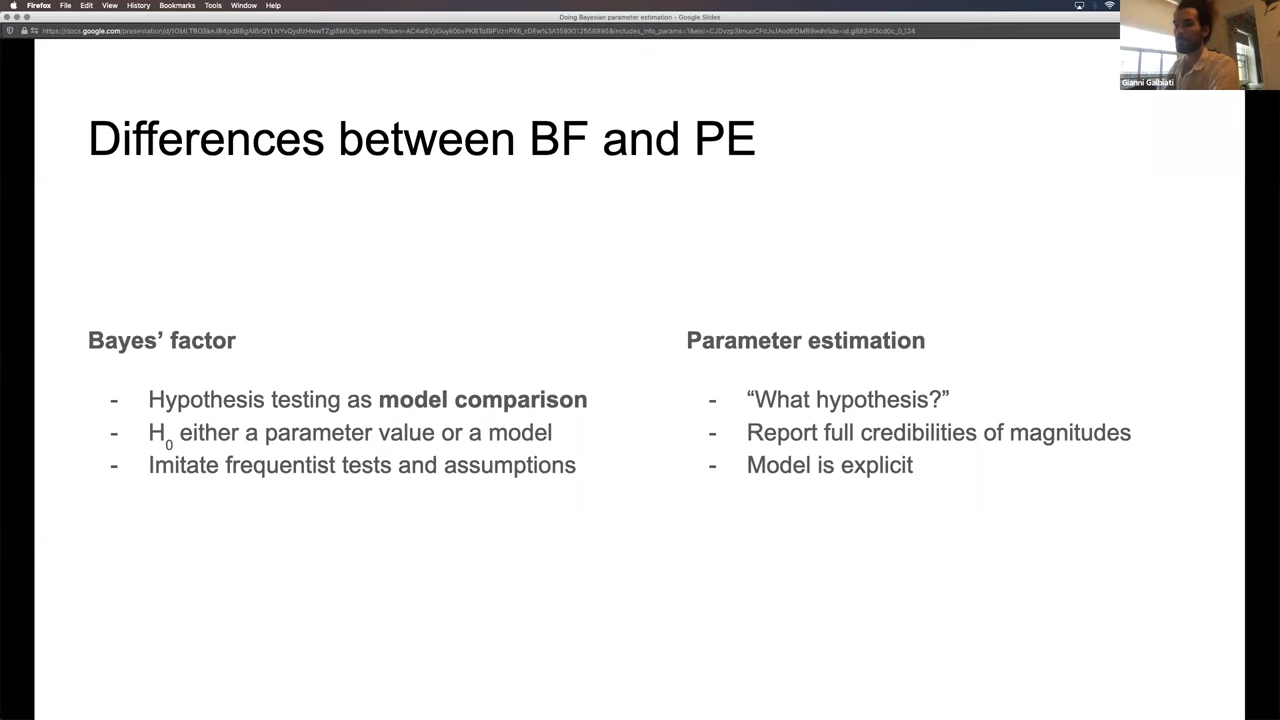 Firefox File Edit View History Bookmarks Tools Window Help
Doing Bayesian parameter estimation - Google Slides
Gianni Galbiati
Differences between BF and PE
Bayes’ factor
- Hypothesis testing as model comparison
- H0 either a parameter value or a model
- Imitate frequentist tests and assumptions
Parameter estimation
- “What hypothesis?”
- Report full credibilities of magnitudes
- Model is explicit